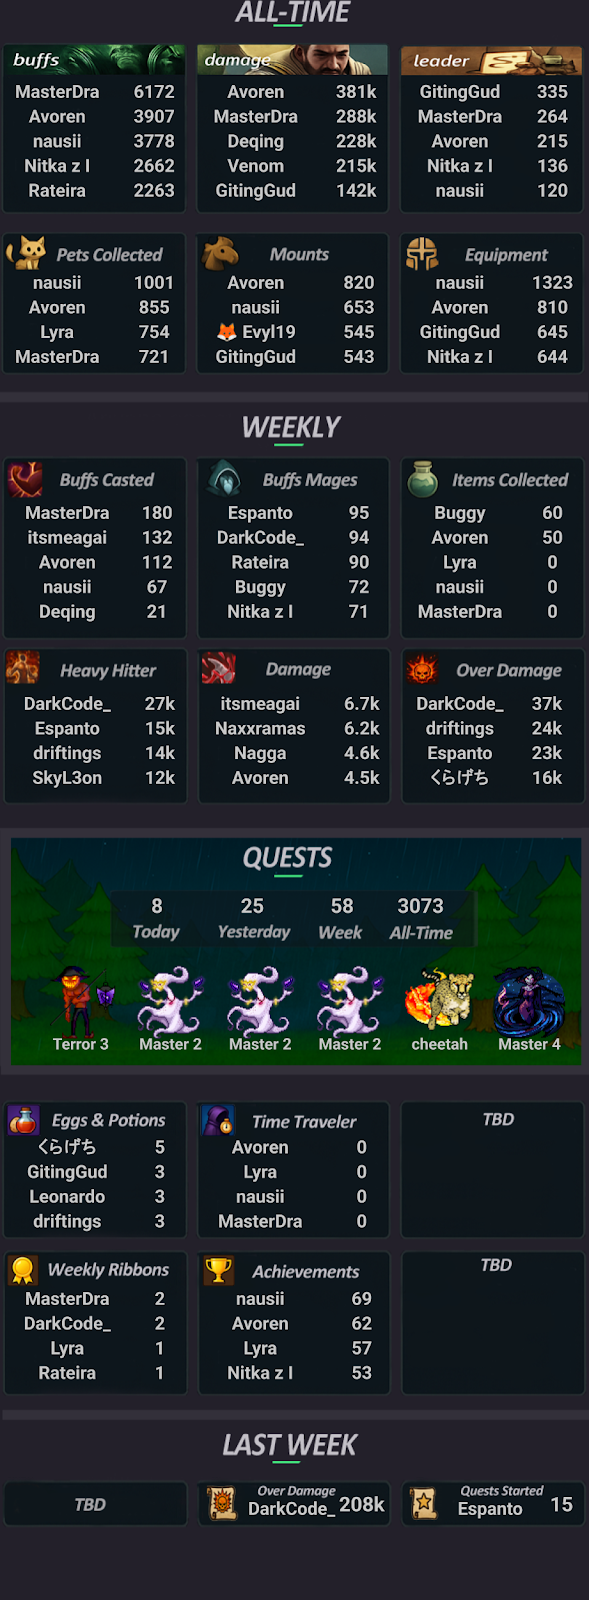 ALL-TIME
buffs
MasterDra 6172
Avoren 3907
nausii 3778
Nitka z l 2662
Rateira 2263
damage
Avoren 381k
MasterDra 288k
Deqing 228k
Venom 215k
GitingGud 142k
leader
GitingGud 335
MasterDra 264
Avoren 215
Nitka z l 136
nausii 120
Pets Collected
nausii 1001
Avoren 855
Lyra 754
MasterDra 721
Mounts
Avoren 820
nausii 653
🦊 Evyl19 545
GitingGud 543
Equipment
nausii 1323
Avoren 810
GitingGud 645
Nitka z l 644
WEEKLY
Buffs Casted
MasterDra 180
itsmeagai 132
Avoren 112
nausii 67
Deqing 21
Buffs Mages
Espanto 95
DarkCode_ 94
Rateira 90
Buggy 72
Nitka z l 71
Items Collected
Buggy 60
Avoren 50
Lyra 0
nausii 0
MasterDra 0
Heavy Hitter
DarkCode_ 27k
Espanto 15k
driftings 14k
SkyL3on 12k
Damage
itsmeagai 6.7k
Naxxramas 6.2k
Nagga 4.6k
Avoren 4.5k
Over Damage
DarkCode_ 37k
driftings 24k
Espanto 23k
くらげち 16k
QUESTS
8 25 58 3073
Today Yesterday Week All-Time
Terror 3 Master 2 Master 2 Master 2 cheetah Master 4
Eggs & Potions
くらげち 5
GitingGud 3
Leonardo 3
driftings 3
Time Traveler
Avoren 0
Lyra 0
nausii 0
MasterDra 0
TBD
Weekly Ribbons
MasterDra 2
DarkCode_ 2
Lyra 1
Rateira 1
Achievements
nausii 69
Avoren 62
Lyra 57
Nitka z l 53
TBD
LAST WEEK
TBD
Over Damage
DarkCode_ 208k
Quests Started
Espanto 15